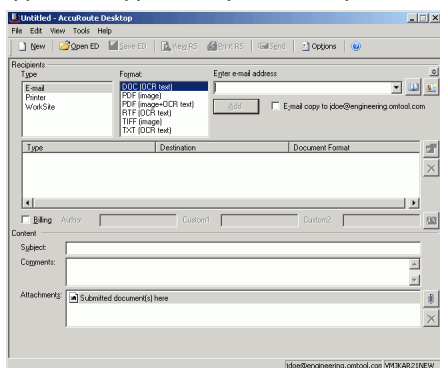 Untitled - AccuRoute Desktop
File Edit View Tools Help
New Open ED Save ED View RS Print RS Send Options
Recipients
Type Format: Enter e-mail address
E-mail
Printer
WorkSite
DOC (OCR text)
PDF (image)
PDF (image+OCR text)
RTF (OCR text)
TIFF (image)
TXT (OCR text)
Add E-mail copy to jdoe@engineering.omtool.com
Type Destination Document Format
Billing Author Custom1 Custom2
Content
Subject:
Comments:
Attachments: Submitted document(s) here
jdoe@engineering.omtool.com VMJKAR21NEW